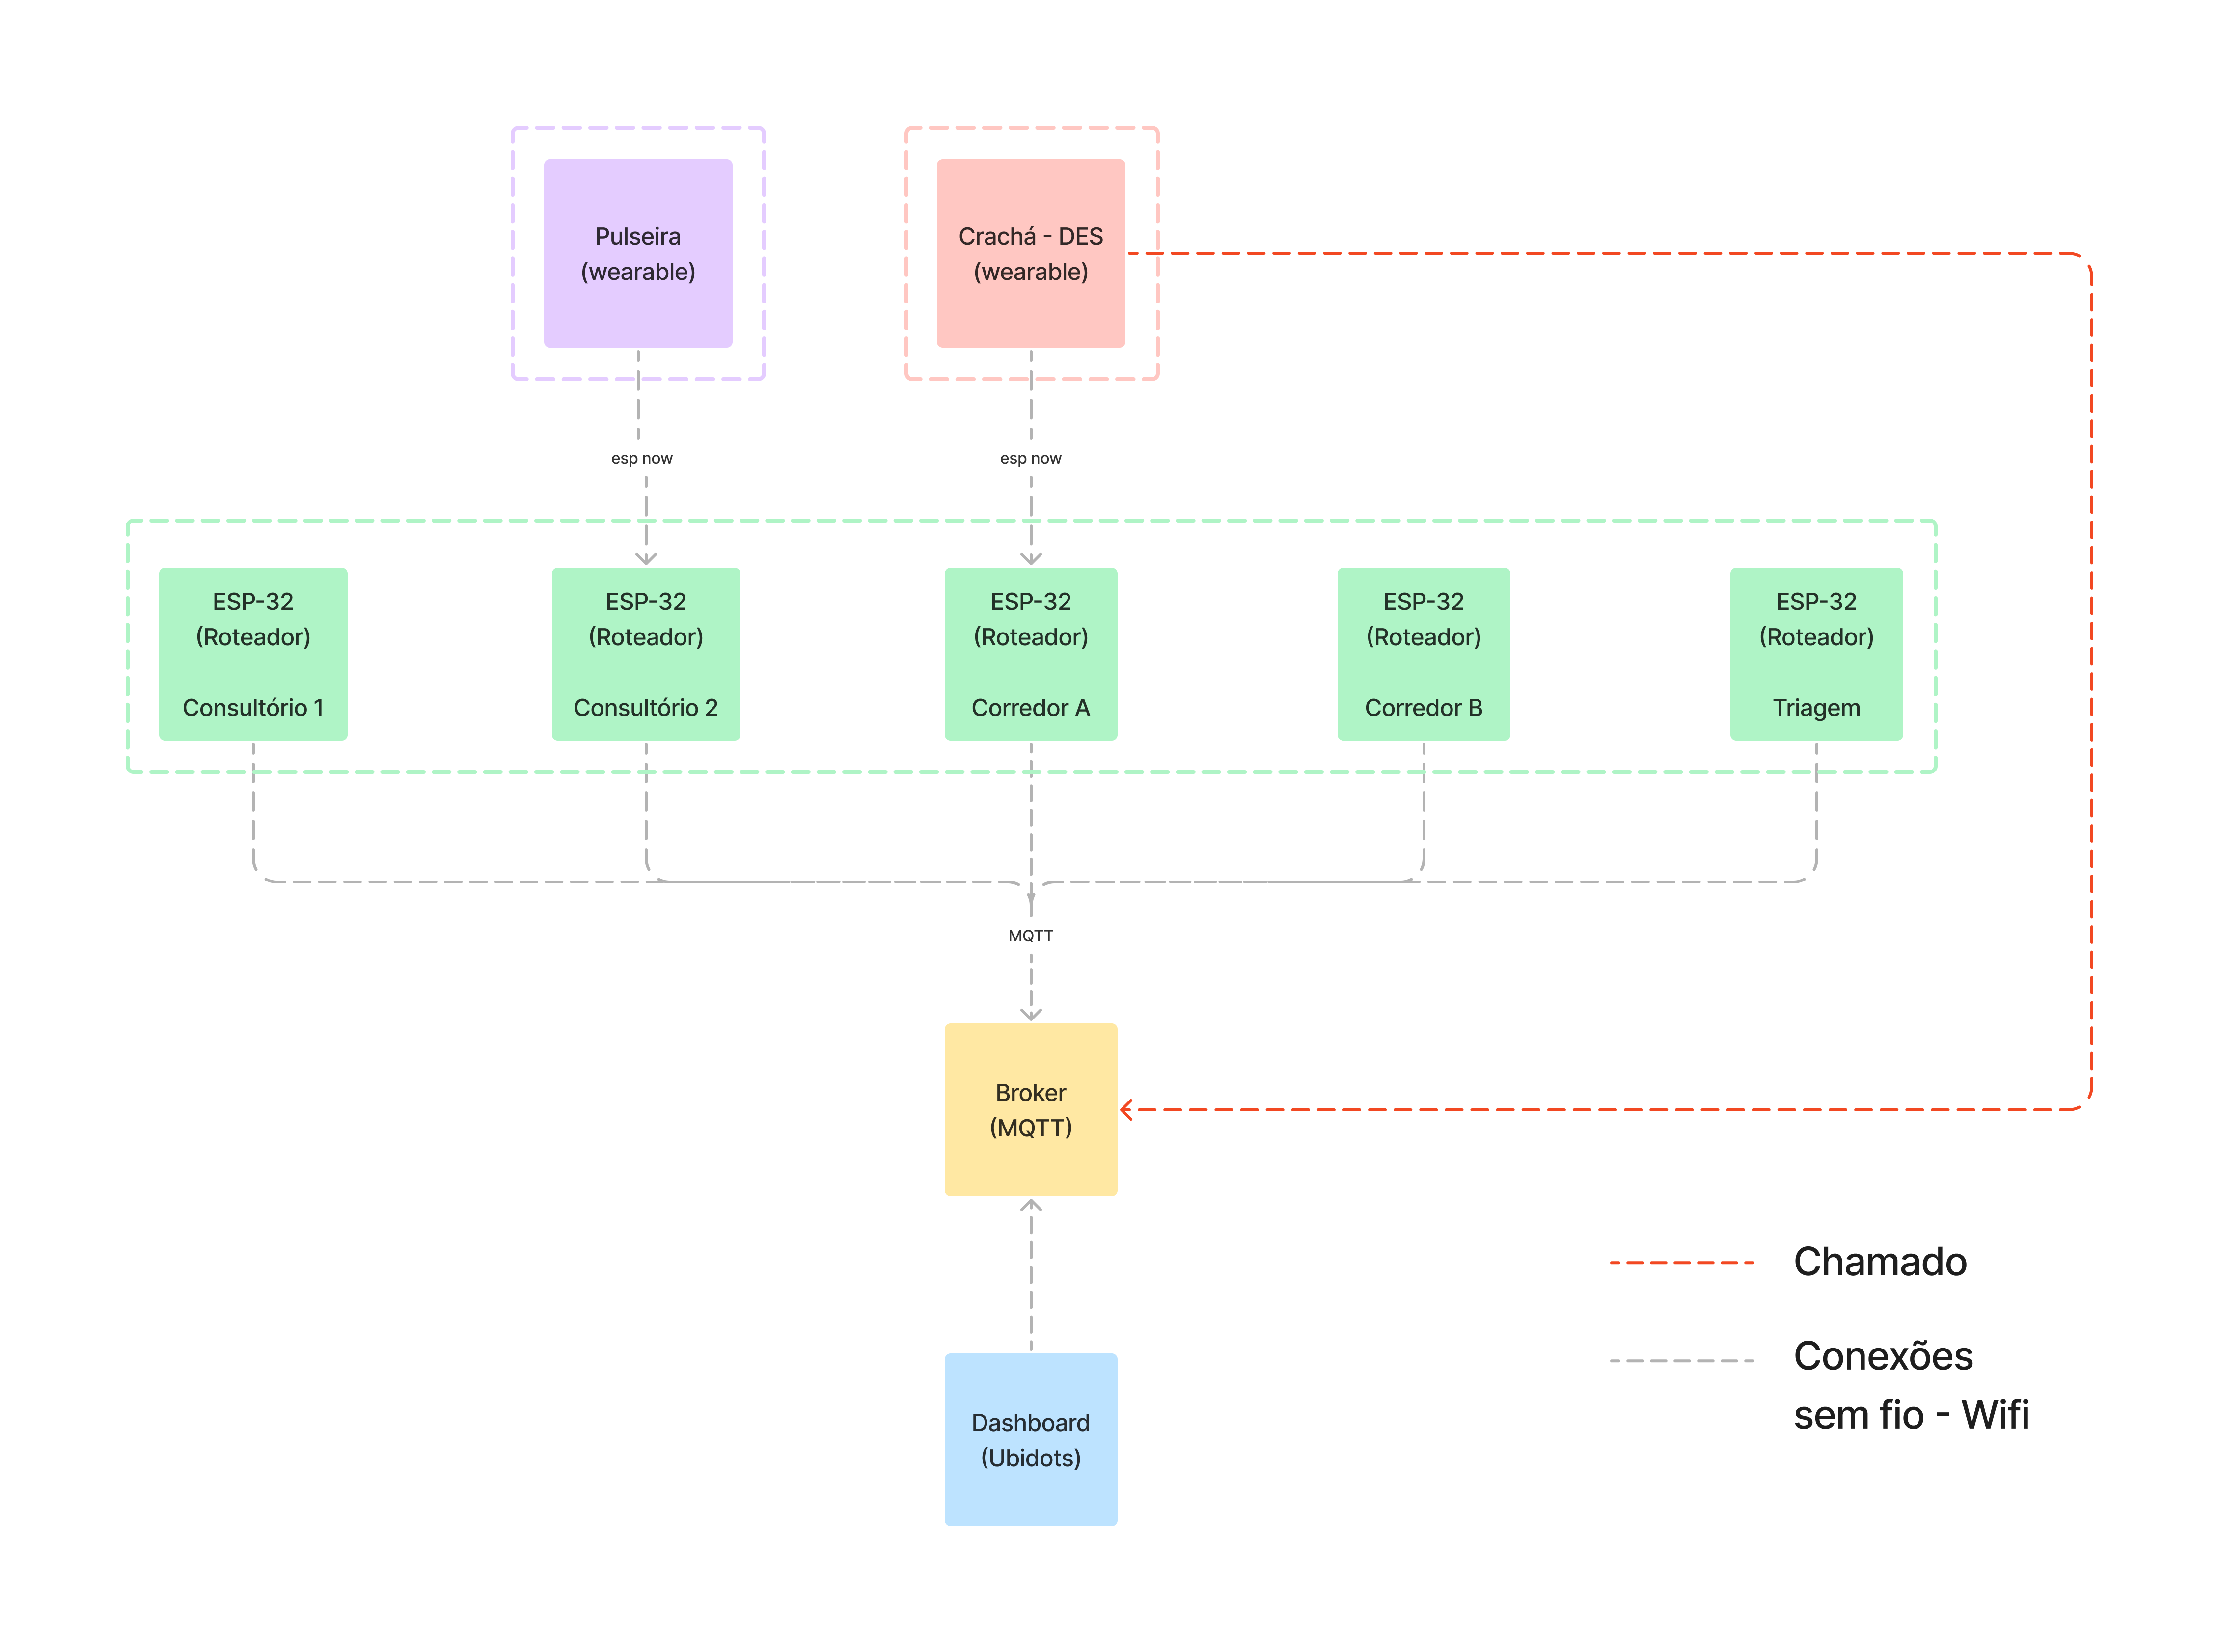 Pulseira
(wearable)
Crachá - DES
(wearable)
esp now
esp now
ESP-32
(Roteador)
Consultório 1
ESP-32
(Roteador)
Consultório 2
ESP-32
(Roteador)
Corredor A
ESP-32
(Roteador)
Corredor B
ESP-32
(Roteador)
Triagem
MQTT
Broker
(MQTT)
Dashboard
(Ubidots)
Chamado
Conexões
sem fio - Wifi